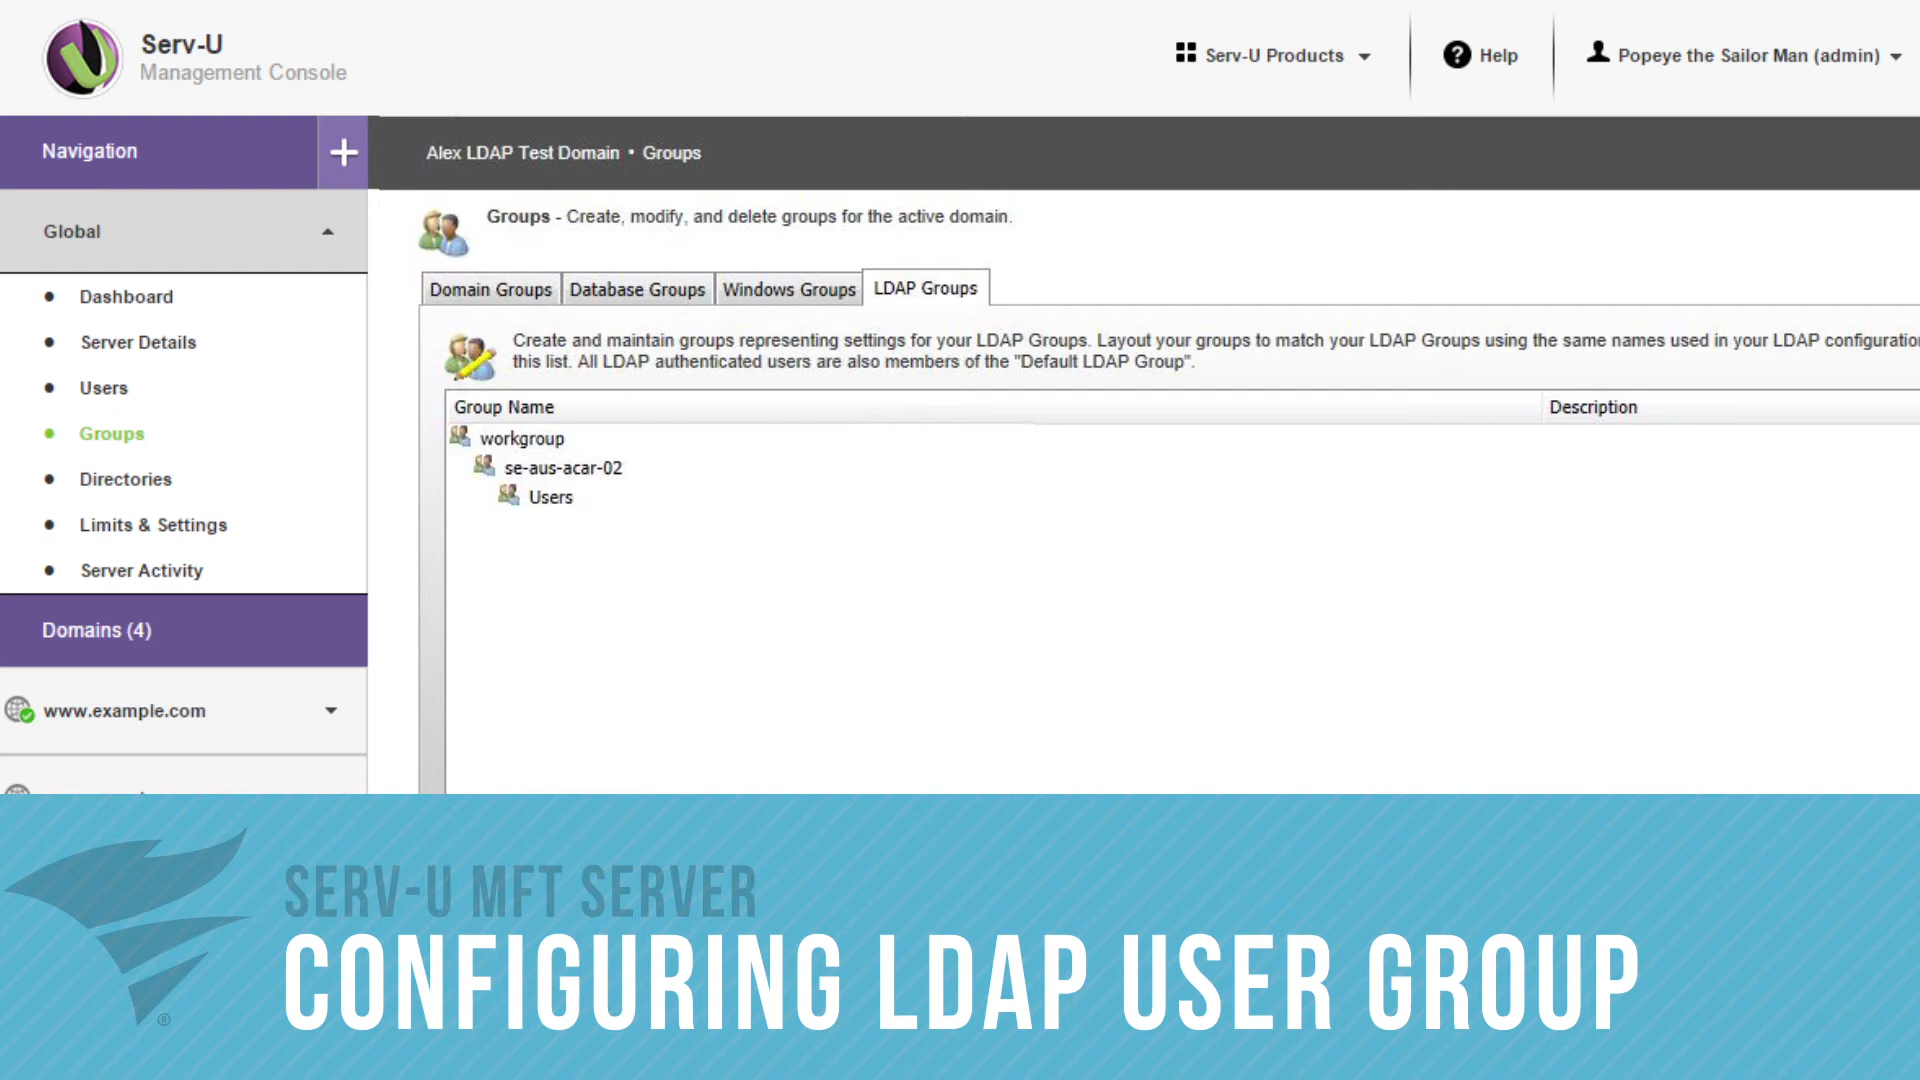 Serv-U
Management Console
Serv-U Products
Help
Popeye the Sailor Man (admin)
Navigation
Alex LDAP Test Domain • Groups
Global
Dashboard
Server Details
Users
Groups
Directories
Limits & Settings
Server Activity
Domains (4)
www.example.com
Groups - Create, modify, and delete groups for the active domain.
Domain Groups
Database Groups
Windows Groups
LDAP Groups
Create and maintain groups representing settings for your LDAP Groups. Layout your groups to match your LDAP Groups using the same names used in your LDAP configuratio
this list. All LDAP authenticated users are also members of the "Default LDAP Group".
Group Name
Description
workgroup
se-aus-acar-02
Users
SERV-U MFT SERVER
CONFIGURING LDAP USER GROUP
®